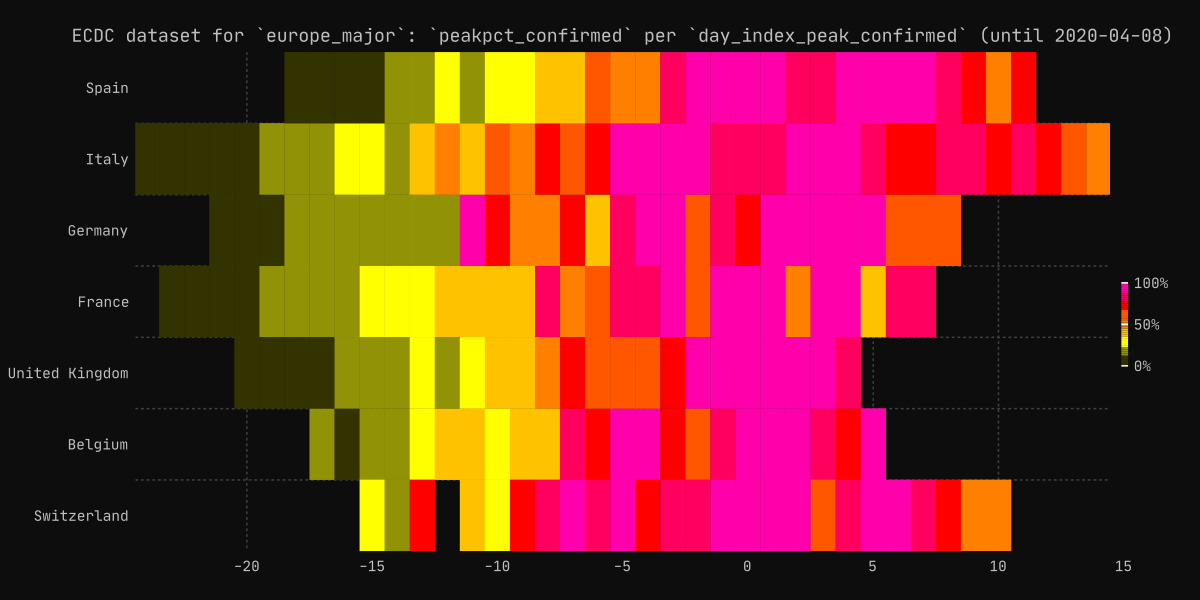 ECDC dataset for `europe_major`: `peakpct_confirmed` per `day_index_peak_confirmed` (until 2020-04-08)
Spain
Italy
Germany
France
United Kingdom
Belgium
Switzerland
100%
50%
0%
−20
−15
−10
−5
0
5
10
15